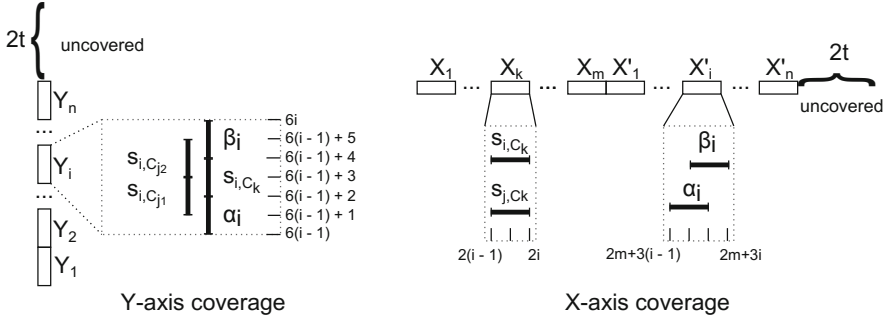 2t
uncovered
Y_n
...
Y_i
...
Y_2
Y_1
s_{i,C_{j2}}
s_{i,C_{j1}}
β_i
s_{i,C_k}
α_i
6i
6(i - 1) + 5
6(i - 1) + 4
6(i - 1) + 3
6(i - 1) + 2
6(i - 1) + 1
6(i - 1)
Y-axis coverage
X_1 ... X_k ... X_m X'_1 ... X'_i ... X'_n
2t
uncovered
s_{i,C_k}
s_{j,C_k}
2(i - 1) 2i
β_i
α_i
2m+3(i - 1) 2m+3i
X-axis coverage